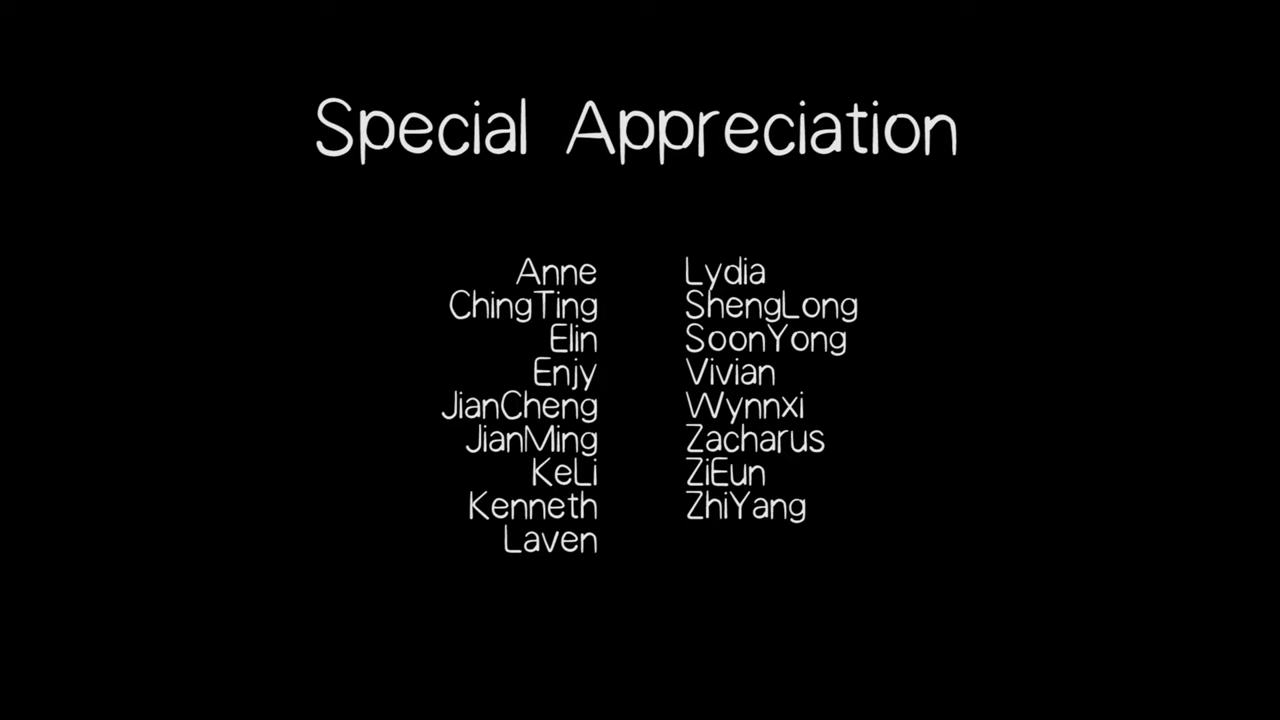 Special Appreciation
Anne
ChingTing
Elin
Enjy
JianCheng
JianMing
KeLi
Kenneth
Laven
Lydia
ShengLong
SoonYong
Vivian
Wynnxi
Zacharus
ZiEun
ZhiYang